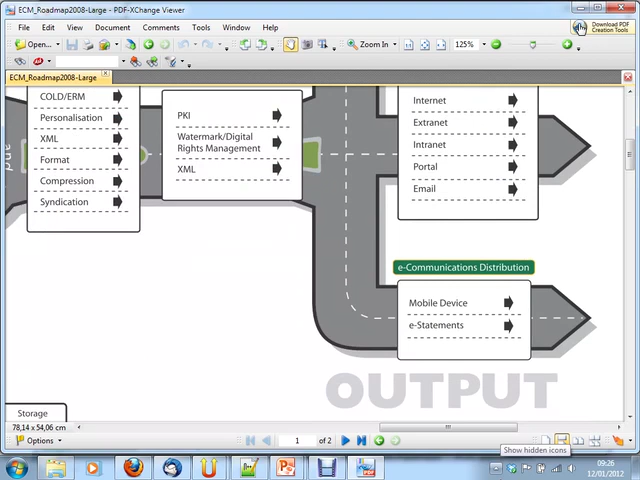 ECM_Roadmap2008-Large - PDF-XChange Viewer
File Edit View Document Comments Tools Window Help
Open...
Zoom In
125%
Download PDF
Creation Tools
ECM_Roadmap2008-Large
and
COLD/ERM
Personalisation
XML
Format
Compression
Syndication
PKI
Watermark/Digital
Rights Management
XML
Internet
Extranet
Intranet
Portal
Email
e-Communications Distribution
Mobile Device
e-Statements
OUTPUT
Storage
78,14 x 54,06 cm
Options
1
of 2
Show hidden icons
09:26
12/01/2012